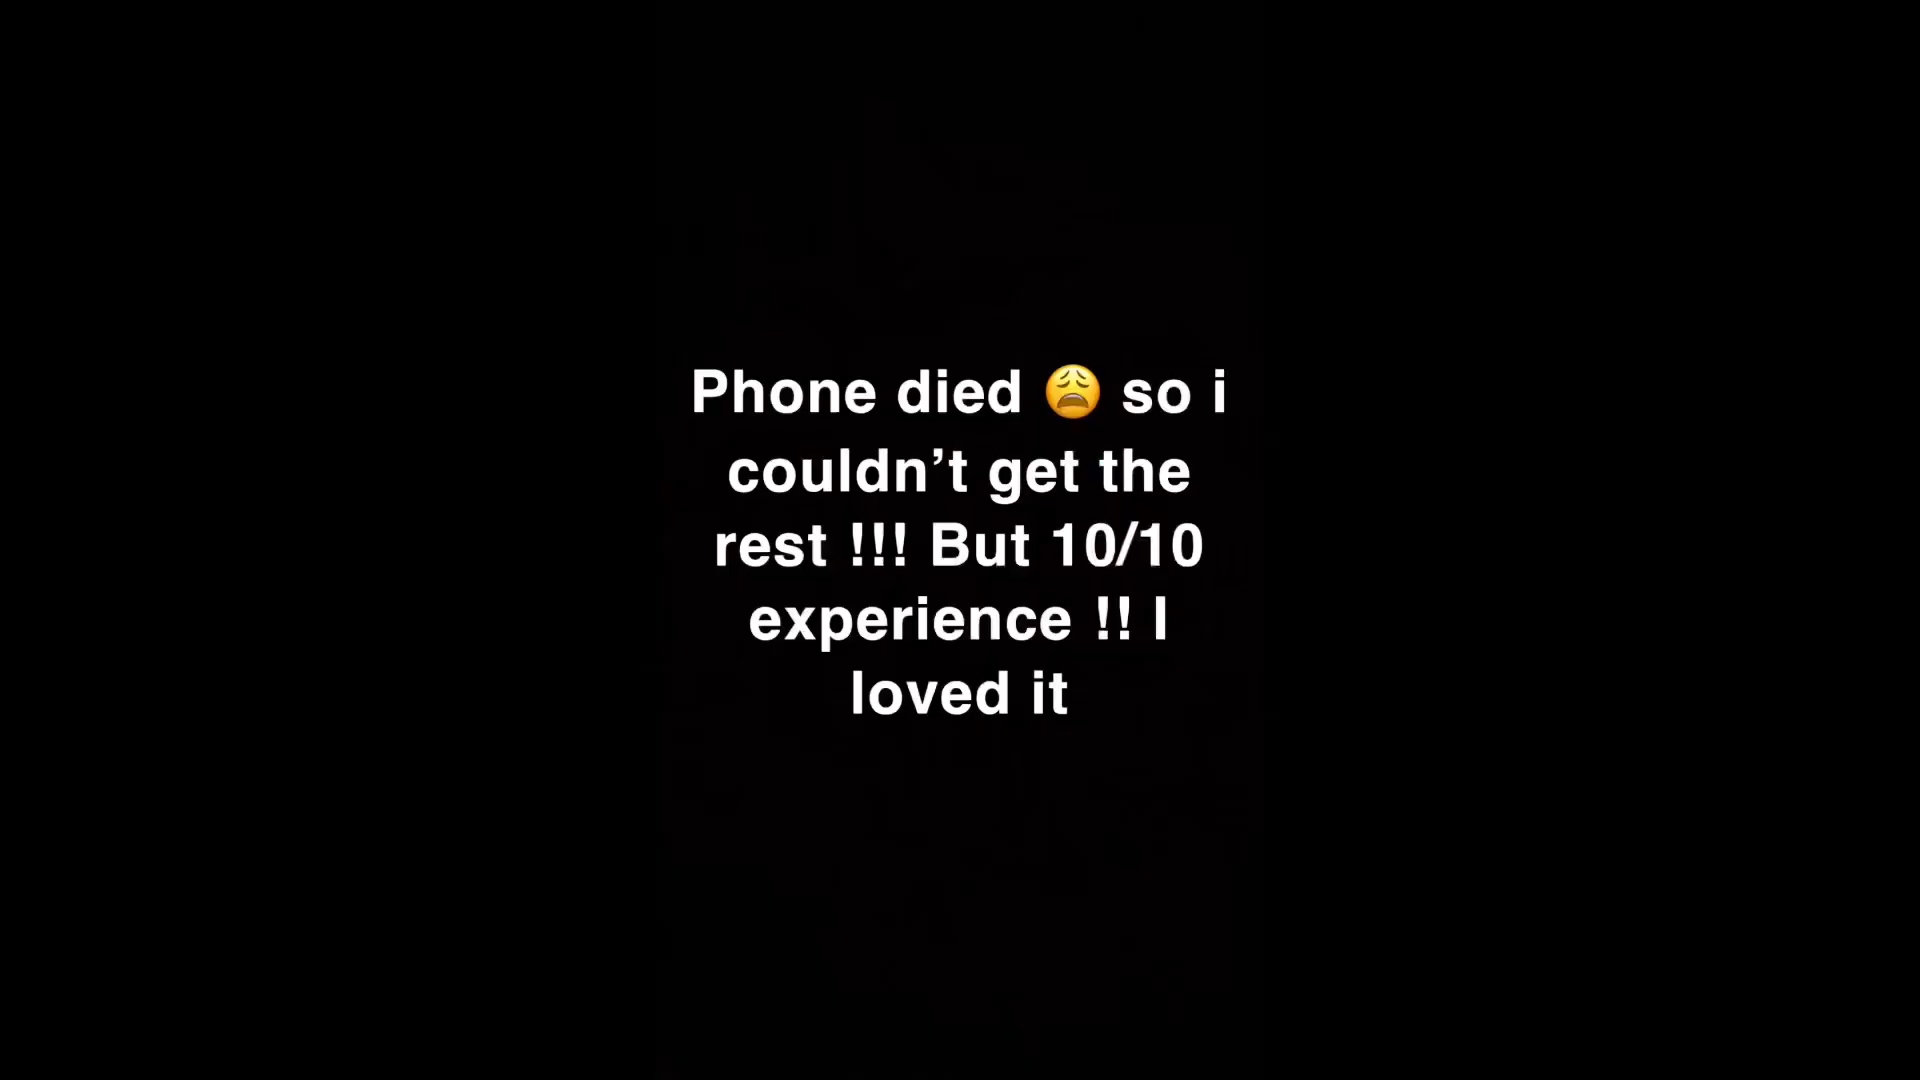 Phone died 😩 so i
couldn’t get the
rest !!! But 10/10
experience !! I
loved it